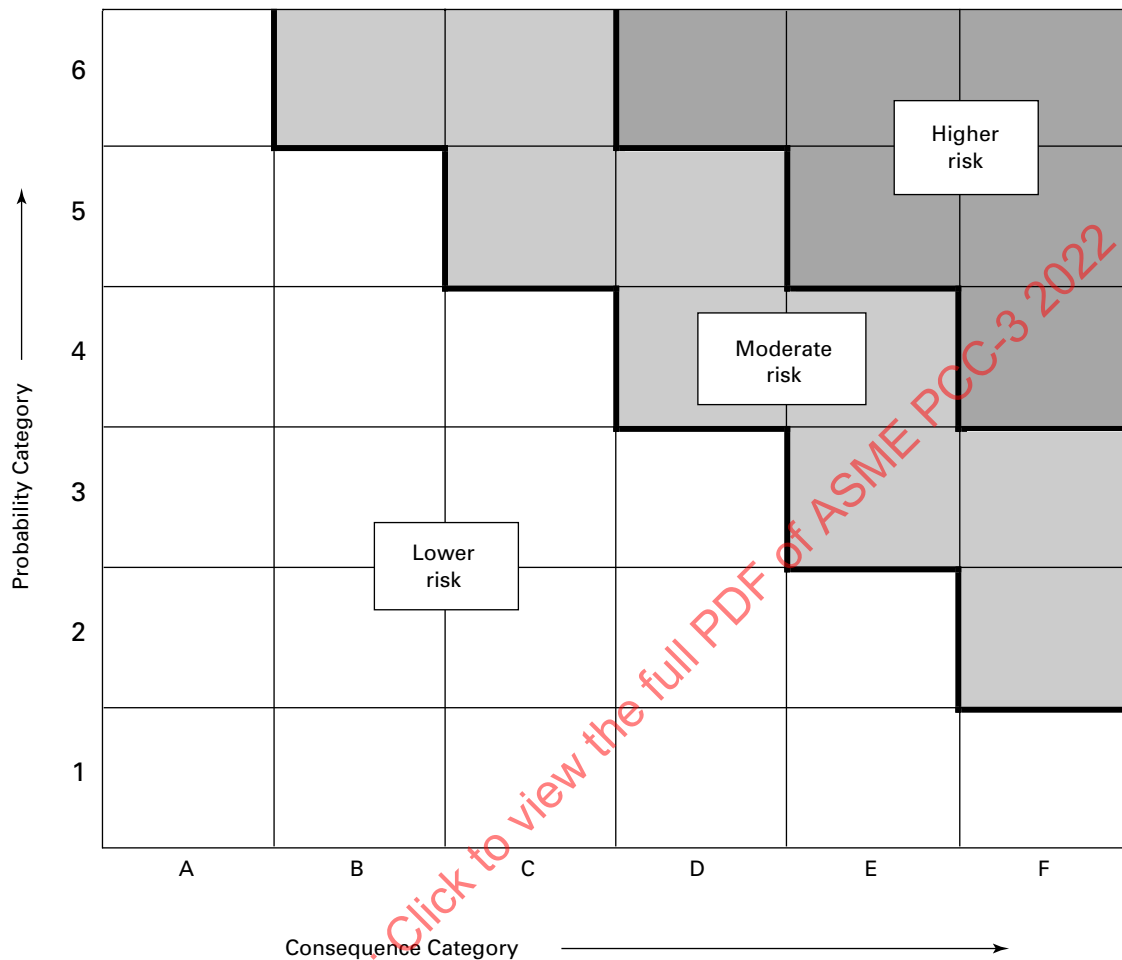 6
Higher
risk
5
4
Moderate
risk
3
Lower
risk
2
1
Probability Category
A B C D E F
Consequence Category
. Click to view the full PDF of ASME PCC-3 2022